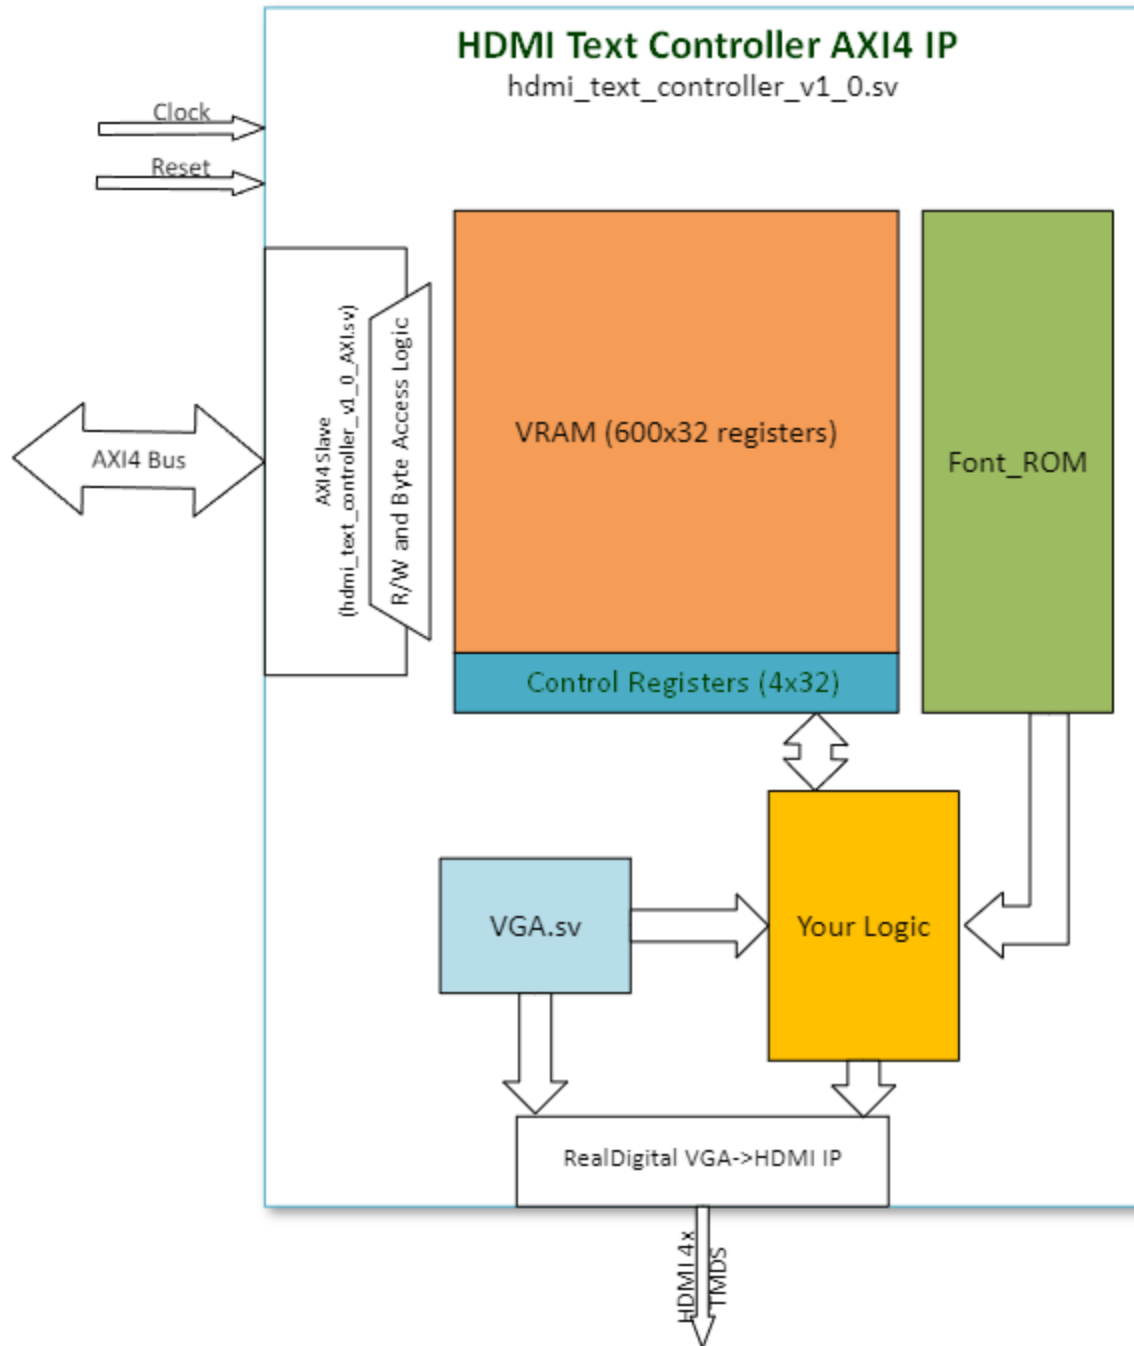 HDMI Text Controller AXI4 IP
hdmi_text_controller_v1_0.sv
Clock
Reset
AXI4 Bus
AXI4 Slave
(hdmi_text_controller_v1_0_AXI.sv)
R/W and Byte Access Logic
VRAM (600x32 registers)
Font_ROM
Control Registers (4x32)
VGA.sv
Your Logic
RealDigital VGA->HDMI IP
HDMI 4x
TMDS